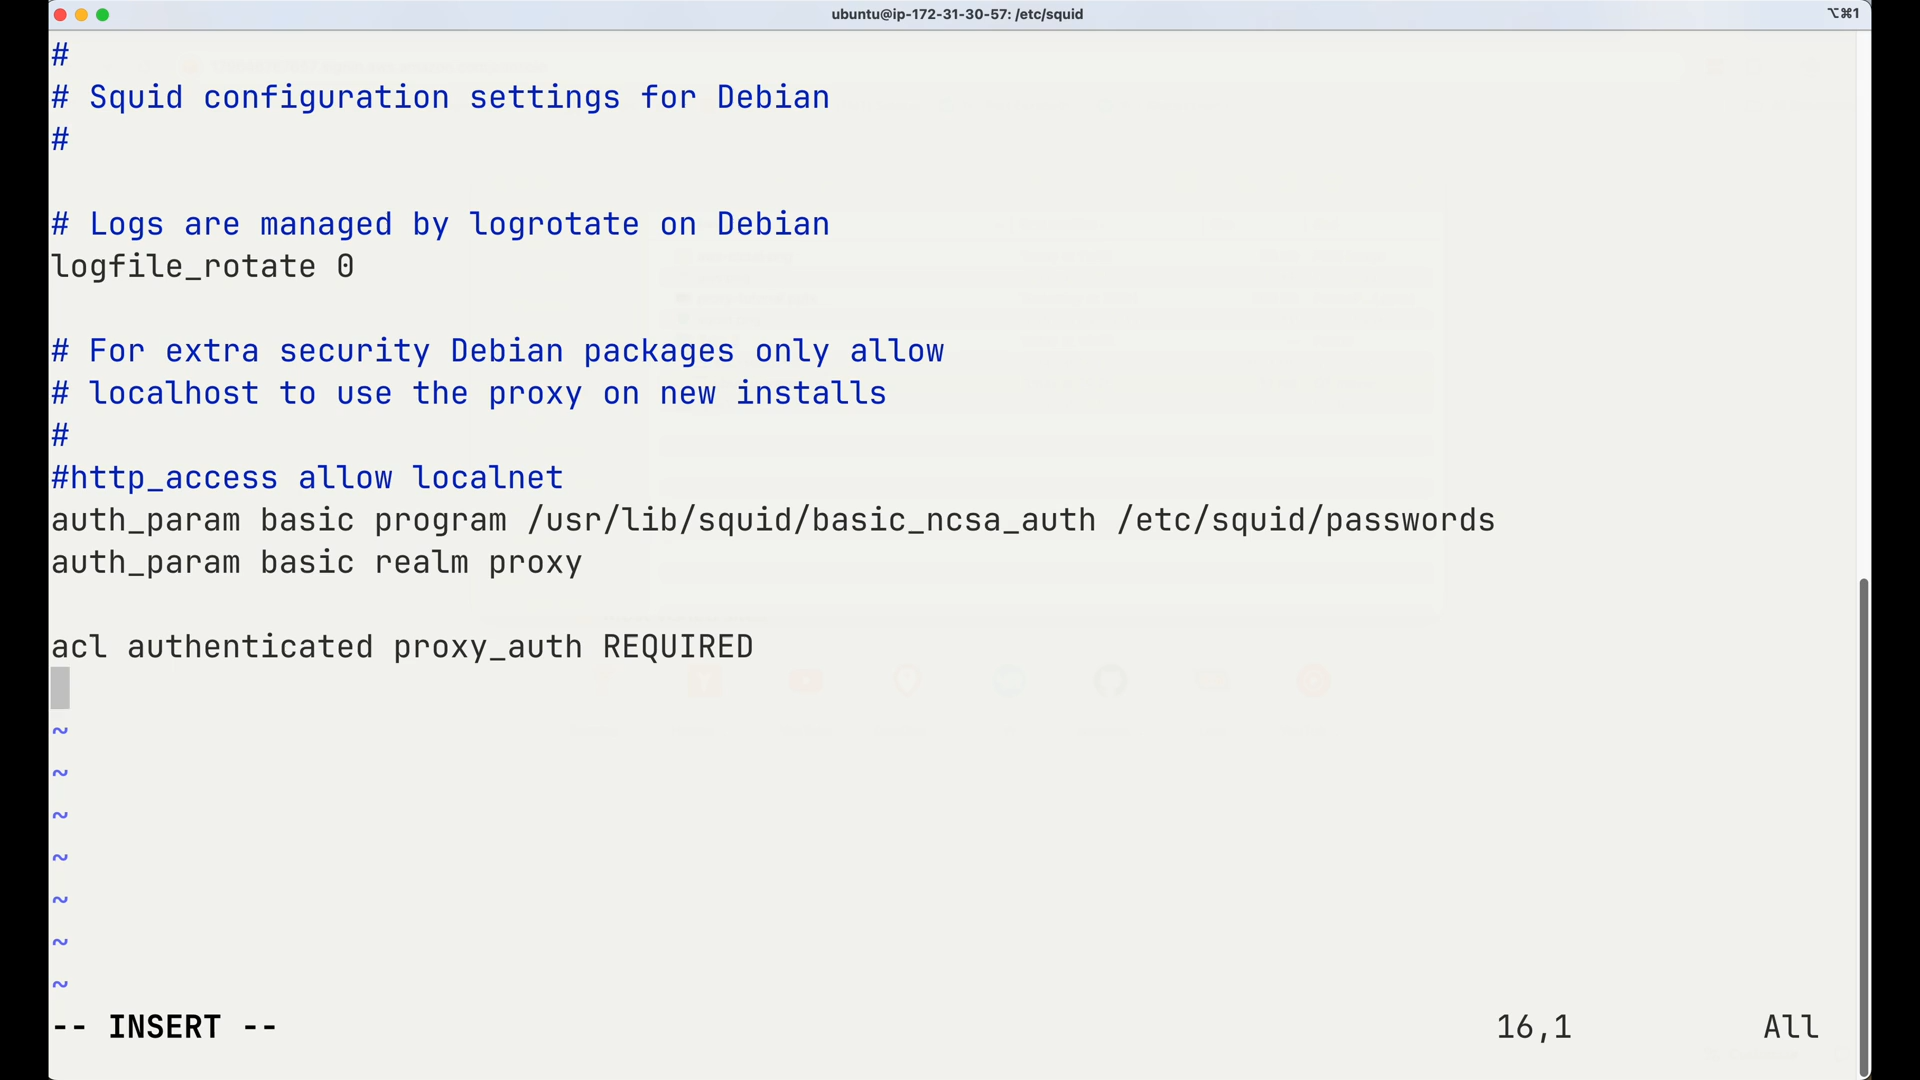 ubuntu@ip-172-31-30-57: /etc/squid
⌥⌘1
#
# Squid configuration settings for Debian
#
# Logs are managed by logrotate on Debian
logfile_rotate 0
# For extra security Debian packages only allow
# localhost to use the proxy on new installs
#
#http_access allow localnet
auth_param basic program /usr/lib/squid/basic_ncsa_auth /etc/squid/passwords
auth_param basic realm proxy
acl authenticated proxy_auth REQUIRED
~
~
~
~
~
~
~
-- INSERT --
16,1
All